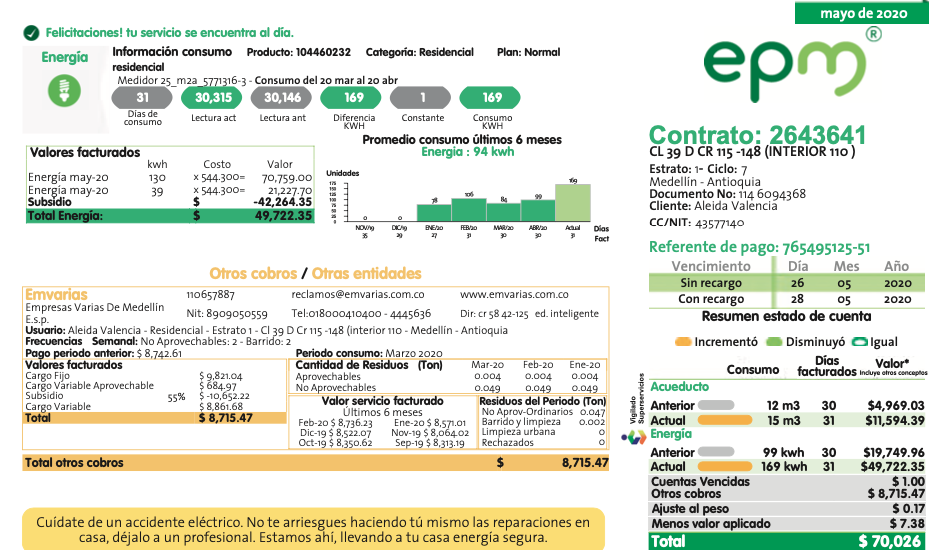 mayo de 2020
Felicitaciones! tu servicio se encuentra al día.
epm®
Energía
Información consumo Producto: 104460232 Categoría: Residencial Plan: Normal
residencial
Medidor 25_m2a_5771316-3 - Consumo del 20 mar al 20 abr
31 30,315 30,146 169 1 169
Días de consumo Lectura act Lectura ant Diferencia KWH Constante Consumo KWH
Promedio consumo últimos 6 meses
Energia : 94 kwh
Valores facturados
kwh Costo Valor
Energía may-20 130 x 544.300= 70,759.00
Energía may-20 39 x 544.300= 21,227.70
Subsidio $ -42,264.35
Total Energía: $ 49,722.35
Unidades
175
150
125
100
75
50
25
0
0 0 78 106 84 99 169
NOV/19 DIC/19 ENE/20 FEB/20 MAR/20 ABR/20 Actual Días
35 29 27 31 30 30 31 Fact
Contrato: 2643641
CL 39 D CR 115 -148 (INTERIOR 110 )
Estrato: 1- Ciclo: 7
Medellín - Antioquia
Documento No: 114 6094368
Cliente: Aleida Valencia
CC/NIT: 43577140
Referente de pago: 765495125-51
Vencimiento Día Mes Año
Sin recargo 26 05 2020
Con recargo 28 05 2020
Resumen estado de cuenta
Incrementó Disminuyó Igual
Consumo Días facturados Valor*
Incluye otros conceptos
Acueducto
Anterior 12 m3 30 $4,969.03
Actual 15 m3 31 $11,594.39
Energía
Anterior 99 kwh 30 $19,749.96
Actual 169 kwh 31 $49,722.35
Cuentas Vencidas $ 1.00
Otros cobros $ 8,715.47
Ajuste al peso $ 0.17
Menos valor aplicado $ 7.38
Total $ 70,026
Vigilado
Superservicios
Otros cobros / Otras entidades
Emvarias 110657887 reclamos@emvarias.com.co www.emvarias.com.co
Empresas Varias De Medellín Nit: 8909050559 Tel:018000410400 - 4445636 Dir: cr 58 42-125 ed. inteligente
E.s.p.
Usuario: Aleida Valencia - Residencial - Estrato 1 - Cl 39 D Cr 115 -148 (interior 110 - Medellín - Antioquia
Frecuencias Semanal: No Aprovechables: 2 - Barrido: 2
Pago periodo anterior: $ 8,742.61 Periodo consumo: Marzo 2020
Valores facturados
Cargo Fijo $ 9,821.04
Cargo Variable Aprovechable $ 684.97
Subsidio 55% $ -10,652.22
Cargo Variable $ 8,861.68
Total $ 8,715.47
Cantidad de Residuos (Ton) Mar-20 Feb-20 Ene-20
Aprovechables 0.004 0.004 0.004
No Aprovechables 0.049 0.049 0.049
Valor servicio facturado
Últimos 6 meses
Feb-20 $ 8,736.23 Ene-20 $ 8,571.01
Dic-19 $ 8,522.07 Nov-19 $ 8,064.02
Oct-19 $ 8,350.62 Sep-19 $ 8,313.19
Residuos del Periodo (Ton)
No Aprov-Ordinarios 0.047
Barrido y limpieza 0.002
Limpieza urbana 0
Rechazados 0
Total otros cobros $ 8,715.47
Cuídate de un accidente eléctrico. No te arriesgues haciendo tú mismo las reparaciones en
casa, déjalo a un profesional. Estamos ahí, llevando a tu casa energía segura.